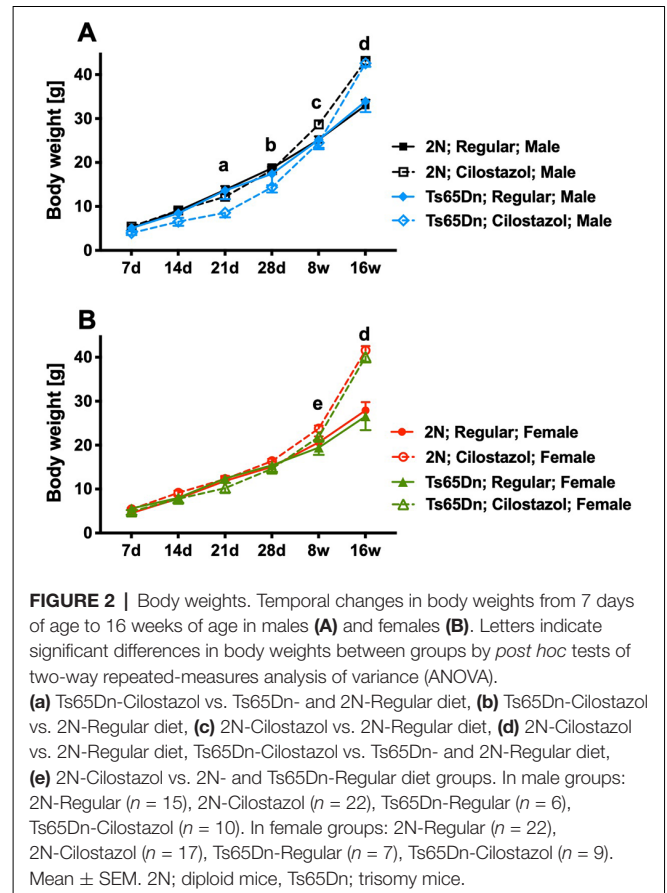 A
d
Body weight [g]
40
30
20
10
0
c
b
a
7d 14d 21d 28d 8w 16w
2N; Regular; Male
2N; Cilostazol; Male
Ts65Dn; Regular; Male
Ts65Dn; Cilostazol; Male
B
d
Body weight [g]
40
30
20
10
0
e
7d 14d 21d 28d 8w 16w
2N; Regular; Female
2N; Cilostazol; Female
Ts65Dn; Regular; Female
Ts65Dn; Cilostazol; Female
FIGURE 2 | Body weights. Temporal changes in body weights from 7 days
of age to 16 weeks of age in males (A) and females (B). Letters indicate
significant differences in body weights between groups by post hoc tests of
two-way repeated-measures analysis of variance (ANOVA).
(a) Ts65Dn-Cilostazol vs. Ts65Dn- and 2N-Regular diet, (b) Ts65Dn-Cilostazol
vs. 2N-Regular diet, (c) 2N-Cilostazol vs. 2N-Regular diet, (d) 2N-Cilostazol
vs. 2N-Regular diet, Ts65Dn-Cilostazol vs. Ts65Dn- and 2N-Regular diet,
(e) 2N-Cilostazol vs. 2N- and Ts65Dn-Regular diet groups. In male groups:
2N-Regular (n = 15), 2N-Cilostazol (n = 22), Ts65Dn-Regular (n = 6),
Ts65Dn-Cilostazol (n = 10). In female groups: 2N-Regular (n = 22),
2N-Cilostazol (n = 17), Ts65Dn-Regular (n = 7), Ts65Dn-Cilostazol (n = 9).
Mean ± SEM. 2N; diploid mice, Ts65Dn; trisomy mice.